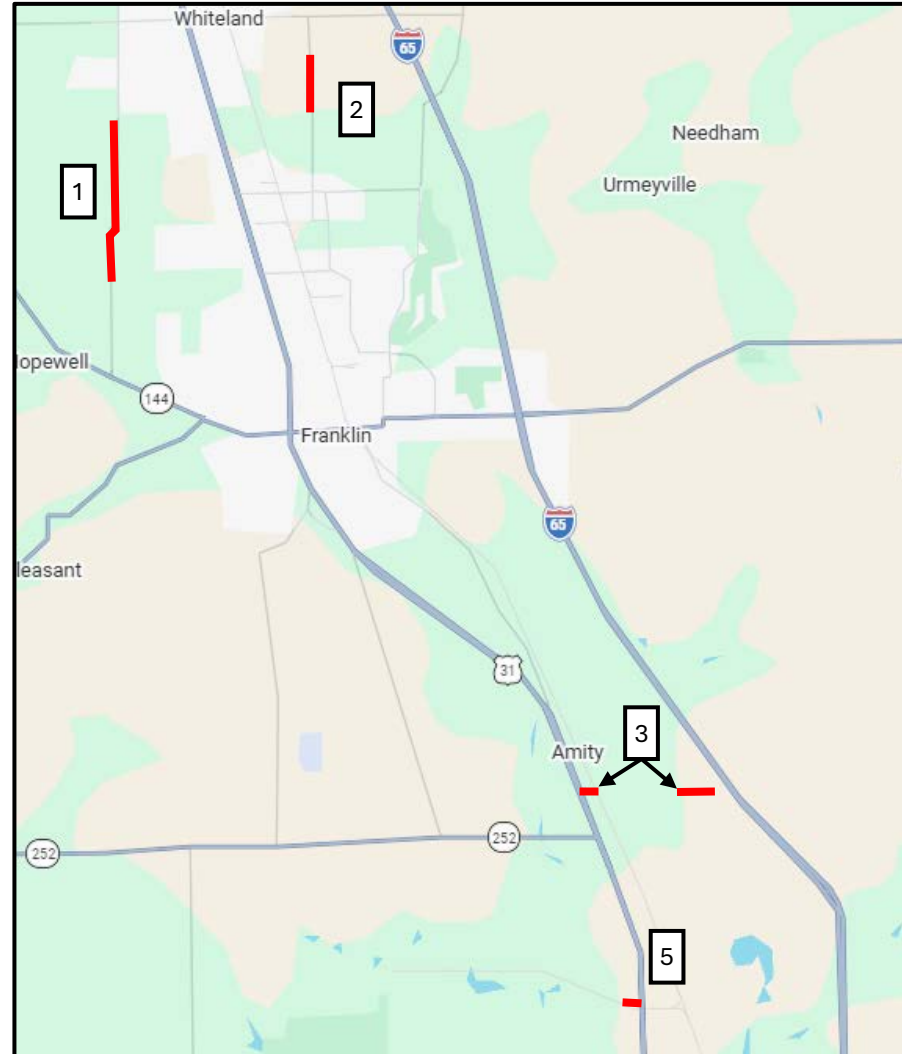 Whiteland
65
2
Needham
1
Urmeyville
opewell
144
Franklin
65
leasant
31
3
Amity
252
252
5